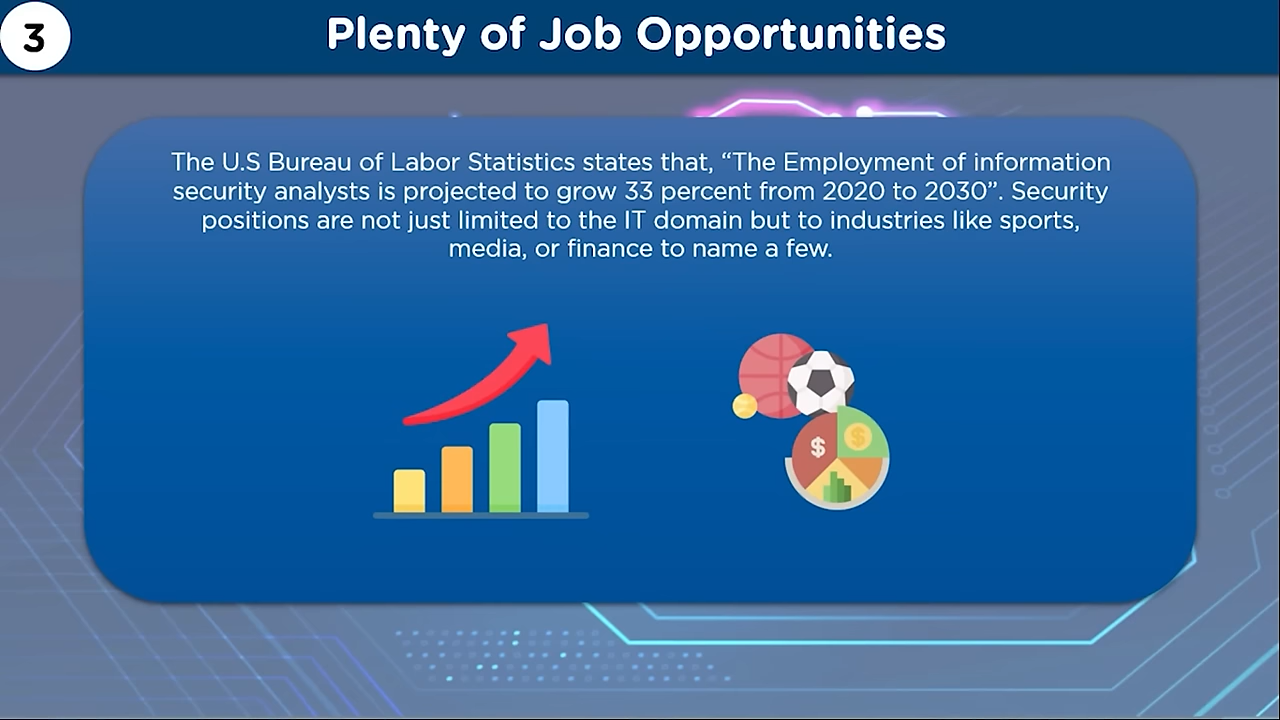 3
Plenty of Job Opportunities
The U.S Bureau of Labor Statistics states that, “The Employment of information
security analysts is projected to grow 33 percent from 2020 to 2030”. Security
positions are not just limited to the IT domain but to industries like sports,
media, or finance to name a few.
$
$